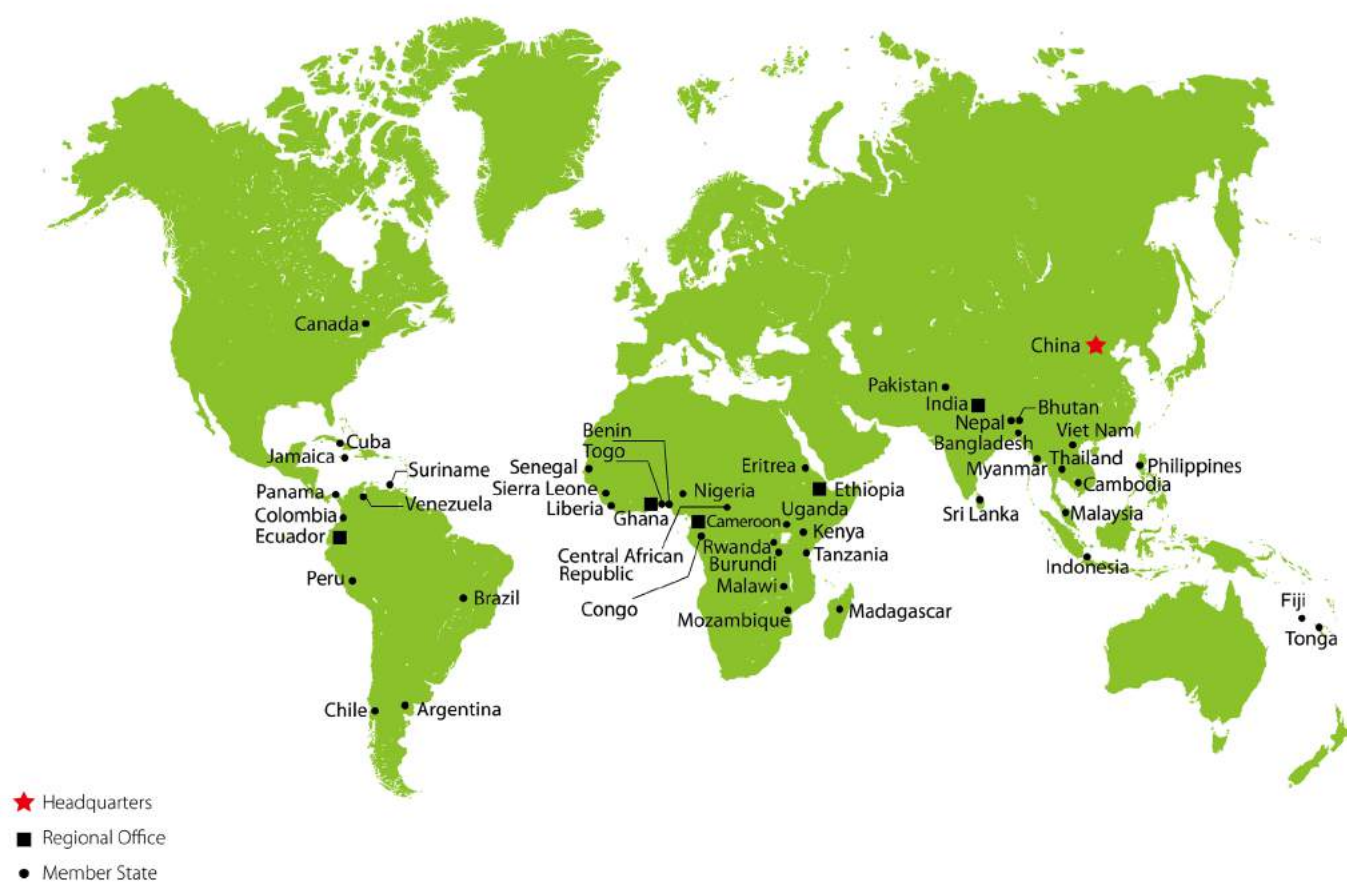 Canada
China
Pakistan
India
Bhutan
Nepal
Viet Nam
Bangladesh
Benin
Togo
Cuba
Jamaica
Suriname
Senegal
Eritrea
Myanmar
Thailand
Philippines
Panama
Venezuela
Sierra Leone
Nigeria
Ethiopia
Cambodia
Colombia
Liberia
Ghana
Uganda
Sri Lanka
Malaysia
Ecuador
Cameroon
Kenya
Central African
Republic
Rwanda
Tanzania
Burundi
Indonesia
Peru
Malawi
Brazil
Congo
Mozambique
Madagascar
Fiji
Tonga
Chile
Argentina
Headquarters
Regional Office
Member State